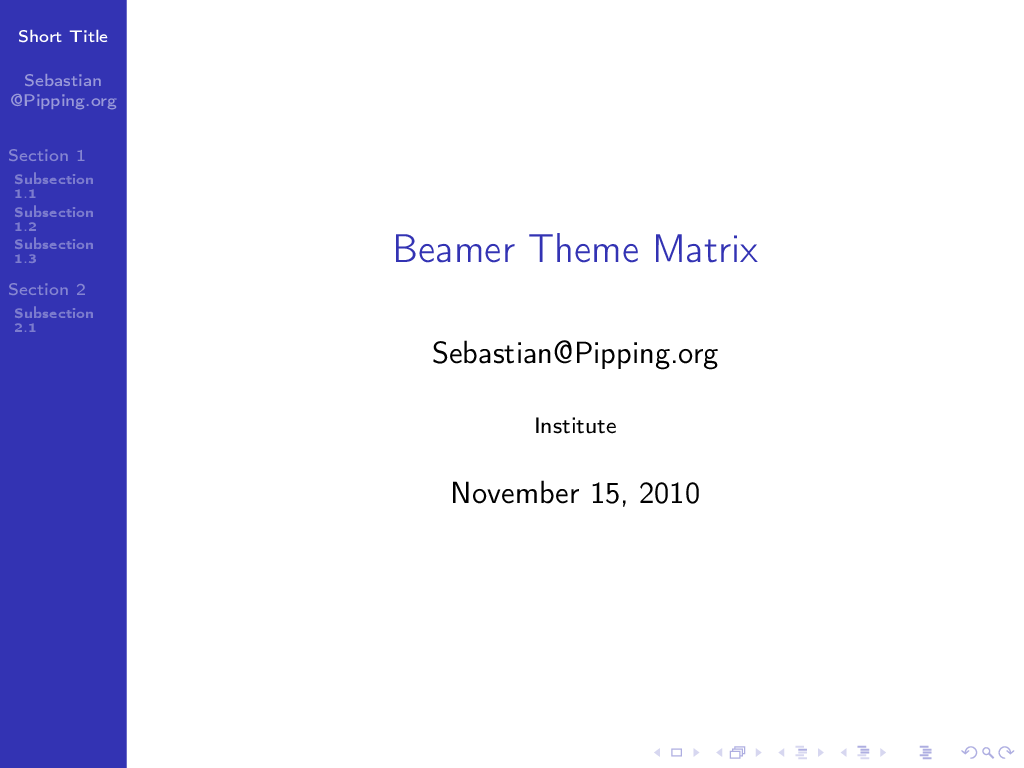 Short Title
Sebastian
@Pipping.org
Section 1
Subsection
1.1
Subsection
1.2
Subsection
1.3
Section 2
Subsection
2.1
Beamer Theme Matrix
Sebastian@Pipping.org
Institute
November 15, 2010